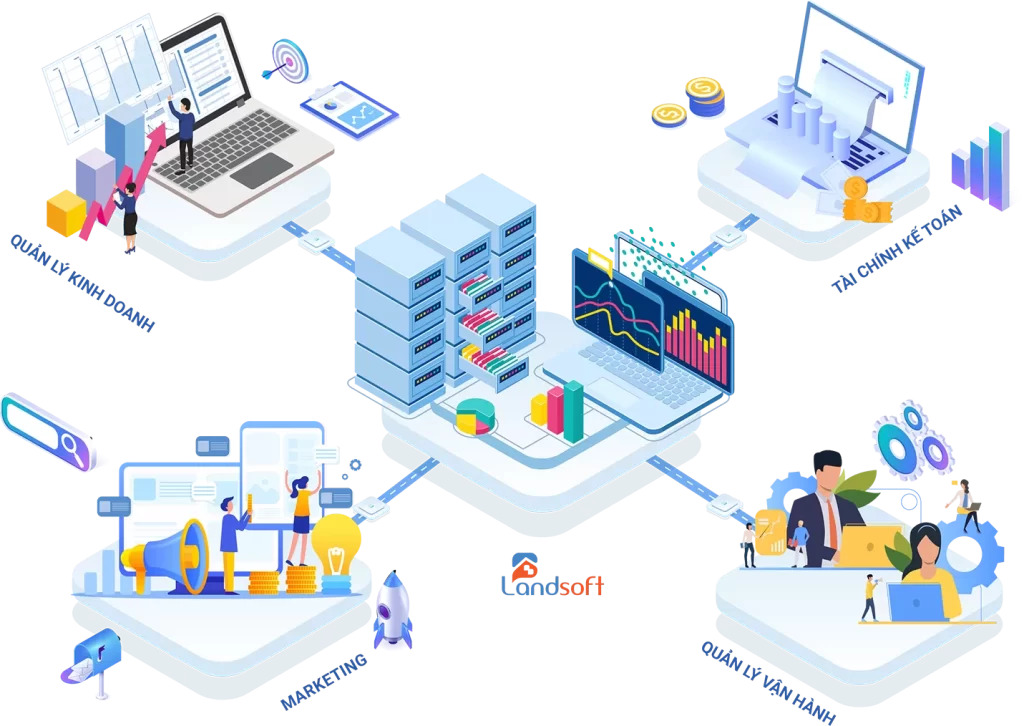 QUẢN LÝ KINH DOANH
TÀI CHÍNH KẾ TOÁN
Landsoft
MARKETING
QUẢN LÝ VẬN HÀNH